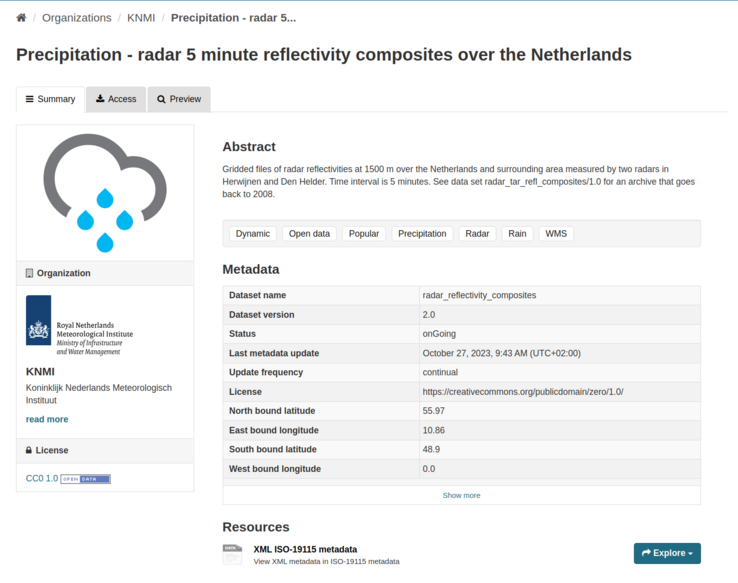 / Organizations / KNMI / Precipitation - radar 5...
Precipitation - radar 5 minute reflectivity composites over the Netherlands
Summary Access Preview
Organization
Royal Netherlands
Meteorological Institute
Ministry of Infrastructure
and Water Management
KNMI
Koninklijk Nederlands Meteorologisch
Instituut
read more
License
CC0 1.0 OPEN DATA
Abstract
Gridded files of radar reflectivities at 1500 m over the Netherlands and surrounding area measured by two radars in
Herwijnen and Den Helder. Time interval is 5 minutes. See data set radar_tar_refl_composites/1.0 for an archive that goes
back to 2008.
Dynamic Open data Popular Precipitation Radar Rain WMS
Metadata
Dataset name radar_reflectivity_composites
Dataset version 2.0
Status onGoing
Last metadata update October 27, 2023, 9:43 AM (UTC+02:00)
Update frequency continual
License https://creativecommons.org/publicdomain/zero/1.0/
North bound latitude 55.97
East bound longitude 10.86
South bound latitude 48.9
West bound longitude 0.0
Show more
Resources
DATA XML ISO-19115 metadata
View XML metadata in ISO-19115 metadata
Explore